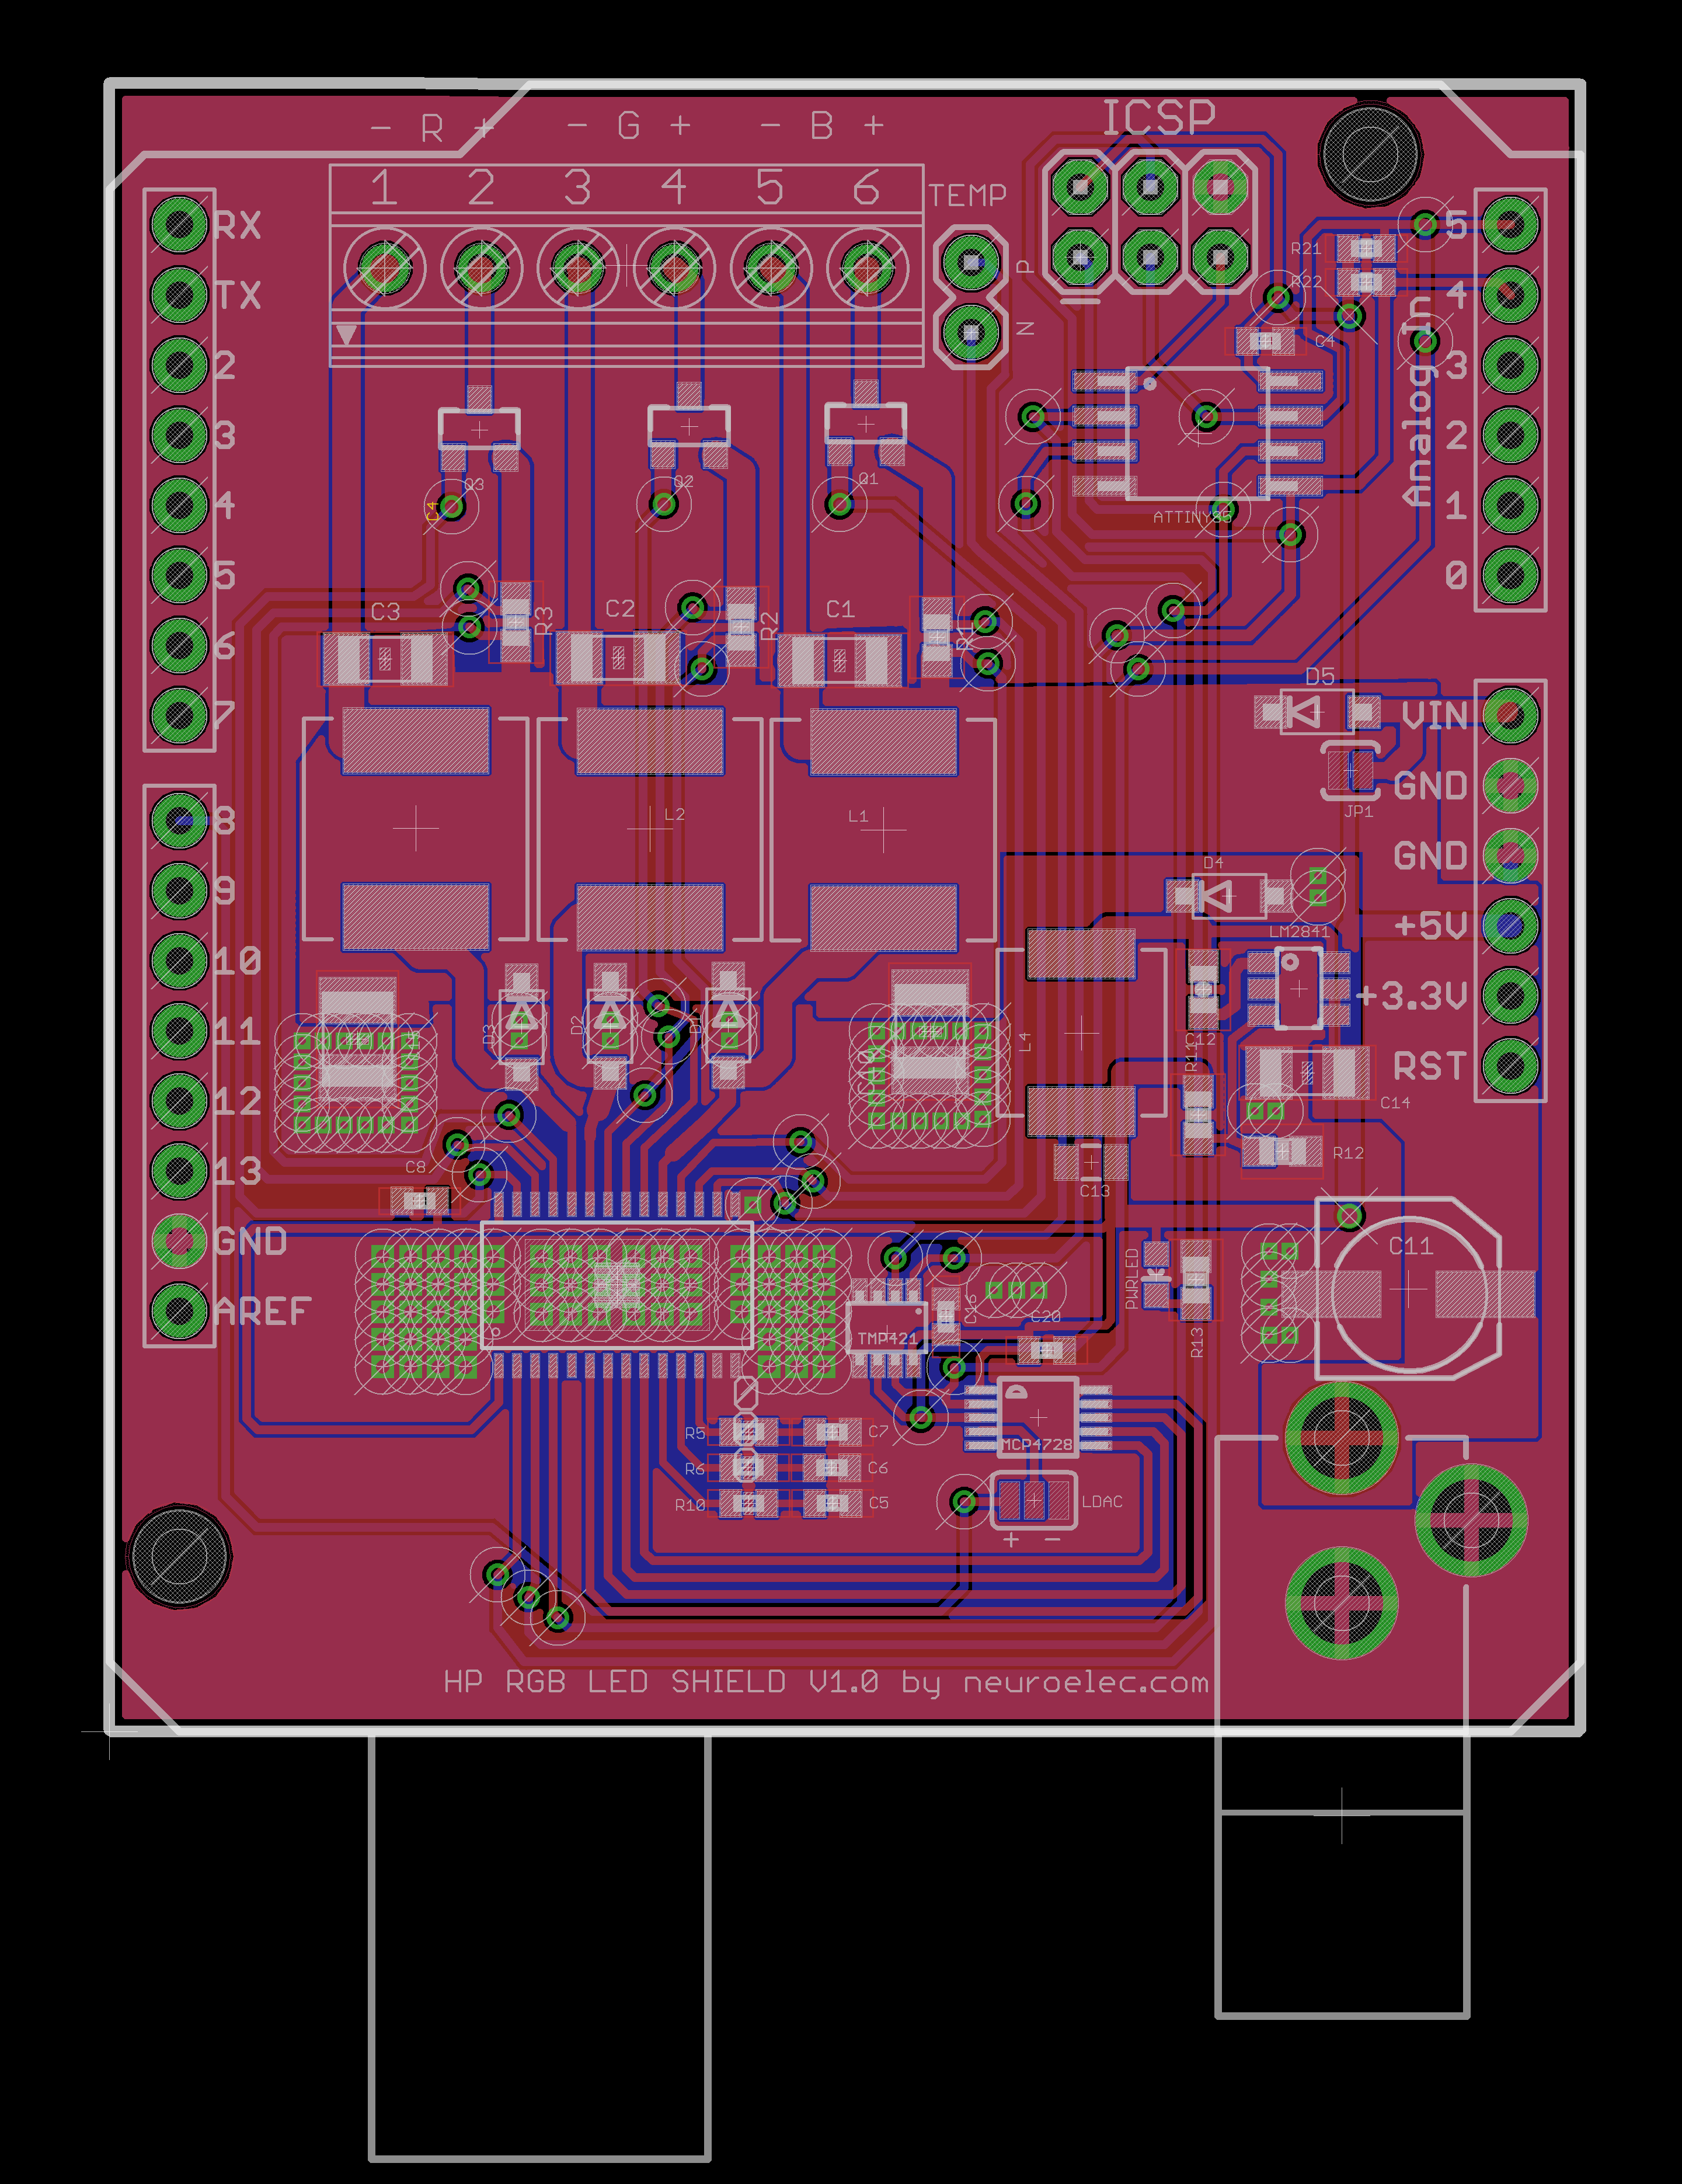 - R +
- G +
- B +
ICSP
1 2 3 4 5 6
TEMP
P
N
RX
TX
2
3
4
5
6
7
8
9
10
11
12
13
GND
AREF
5
4
3
2
1
0
Analog In
R21
R22
C4
ATTINY85
Q3
Q2
Q1
C4
C3
R3
C2
R2
C1
R1
D5
VIN
GND
GND
+5V
+3.3V
RST
JP1
L2
L1
D4
LM2841
D3
D2
L4
C12
C14
R12
C8
C13
PWRLED
R13
C11
C16
C20
TMP421
MCP4728
R5
C7
R6
C6
R10
C5
LDAC
+ -
HP RGB LED SHIELD V1.0 by neuroelec.com